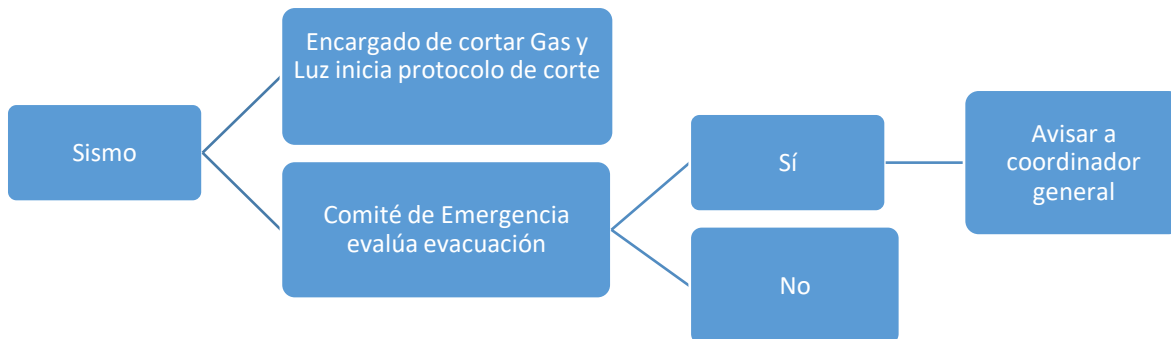 Sismo
Encargado de cortar Gas y
Luz inicia protocolo de corte
Comité de Emergencia
evalúa evacuación
Sí
No
Avisar a
coordinador
general